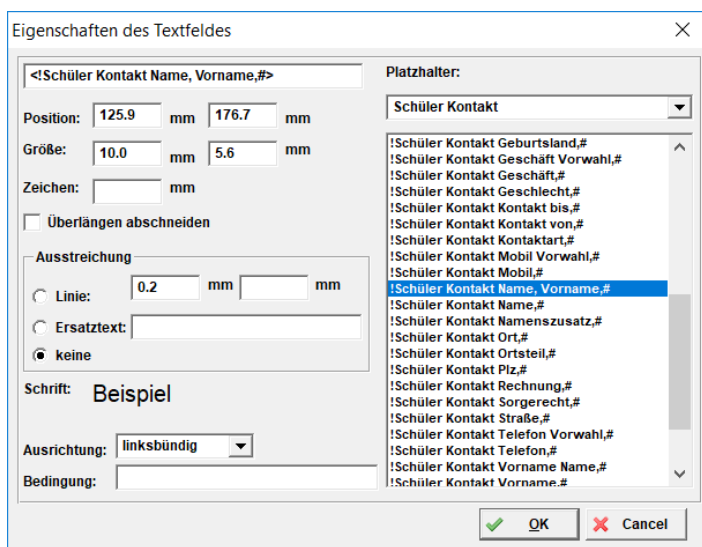 Eigenschaften des Textfeldes
<!Schüler Kontakt Name, Vorname,#>
Position: 125.9 mm 176.7 mm
Größe: 10.0 mm 5.6 mm
Zeichen: mm
Überlängen abschneiden
Ausstreichung
Linie: 0.2 mm mm
Ersatztext:
keine
Schrift: Beispiel
Ausrichtung: linksbündig
Bedingung:
Platzhalter:
Schüler Kontakt
!Schüler Kontakt Geburtsland,#
!Schüler Kontakt Geschäft Vorwahl,#
!Schüler Kontakt Geschäft,#
!Schüler Kontakt Geschlecht,#
!Schüler Kontakt Kontakt bis,#
!Schüler Kontakt Kontakt von,#
!Schüler Kontakt Kontaktart,#
!Schüler Kontakt Mobil Vorwahl,#
!Schüler Kontakt Mobil,#
!Schüler Kontakt Name, Vorname,#
!Schüler Kontakt Name,#
!Schüler Kontakt Namenszusatz,#
!Schüler Kontakt Ort,#
!Schüler Kontakt Ortsteil,#
!Schüler Kontakt Plz,#
!Schüler Kontakt Rechnung,#
!Schüler Kontakt Sorgerecht,#
!Schüler Kontakt Straße,#
!Schüler Kontakt Telefon Vorwahl,#
!Schüler Kontakt Telefon,#
!Schüler Kontakt Vorname Name,#
!Schüler Kontakt Vorname,#
OK
Cancel